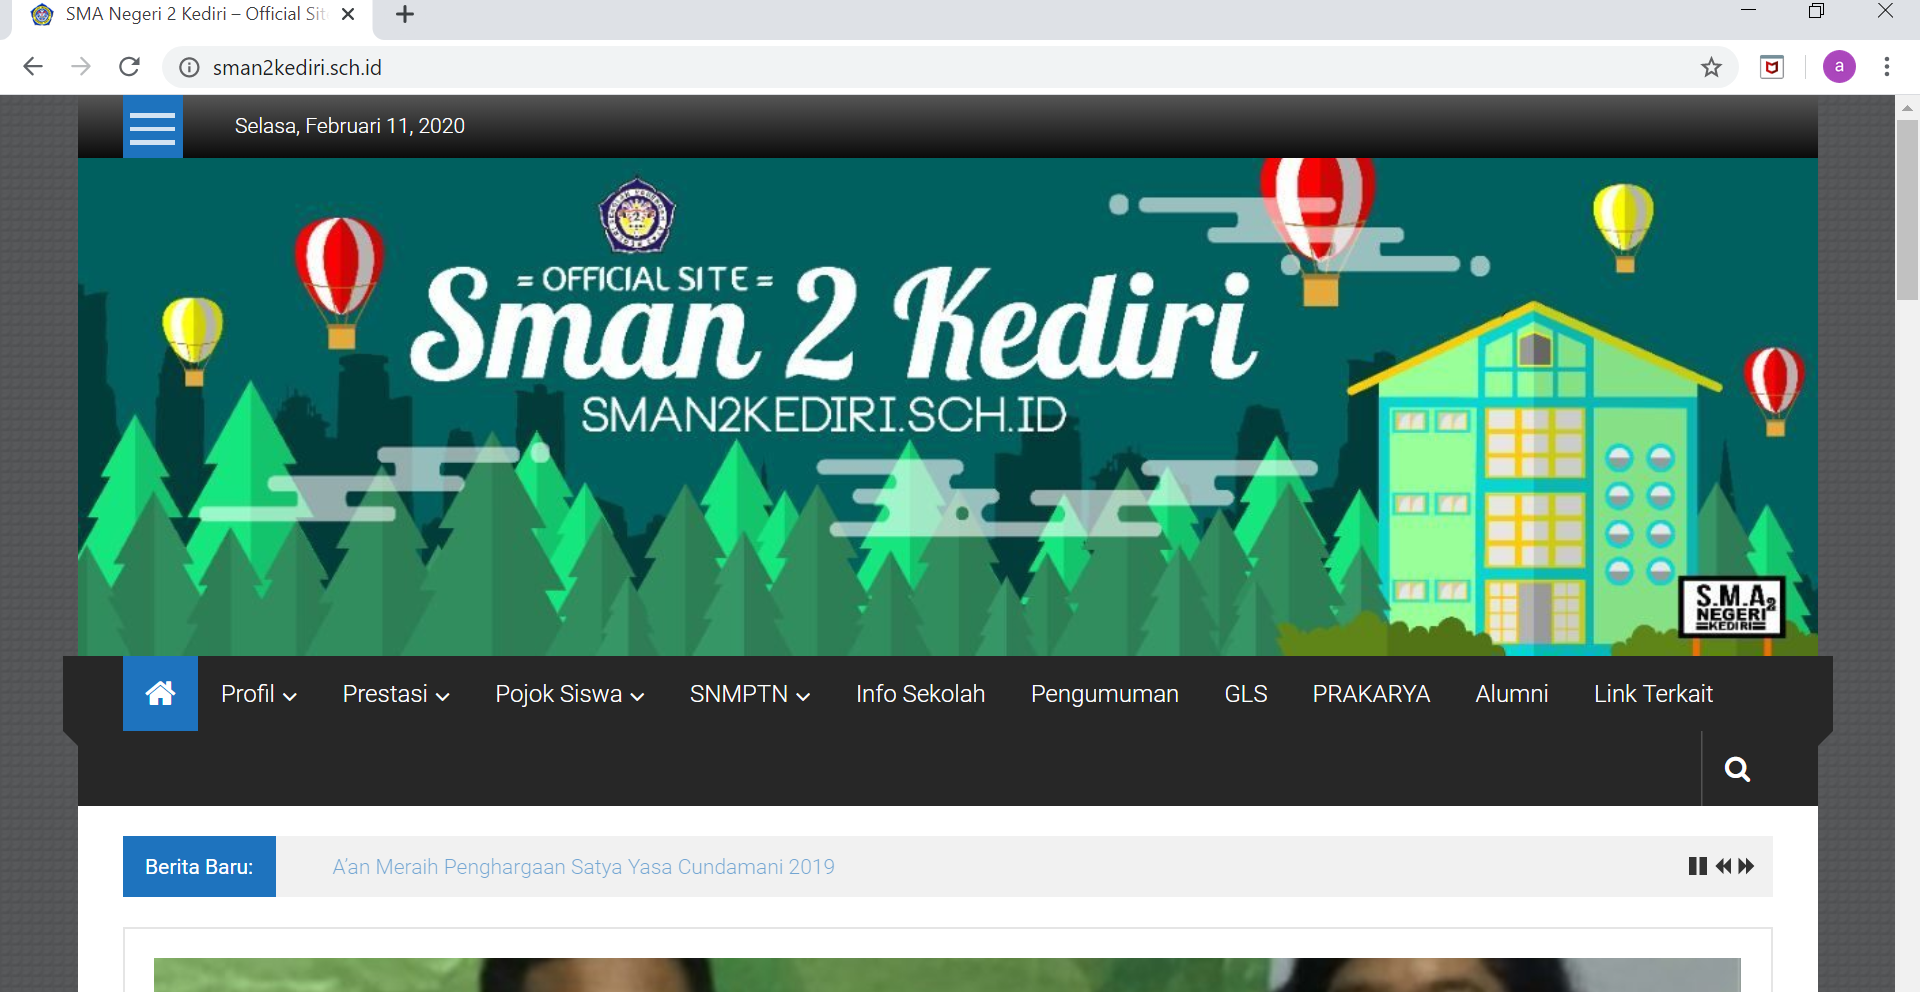 SMA Negeri 2 Kediri – Official Sit
sman2kediri.sch.id
a
Selasa, Februari 11, 2020
= OFFICIAL SITE =
Sman 2 Kediri
SMAN2KEDIRI.SCH.ID
S.M.A 2
NEGERI
KEDIRI
Profil Prestasi Pojok Siswa SNMPTN Info Sekolah Pengumuman GLS PRAKARYA Alumni Link Terkait
Berita Baru: A’an Meraih Penghargaan Satya Yasa Cundamani 2019